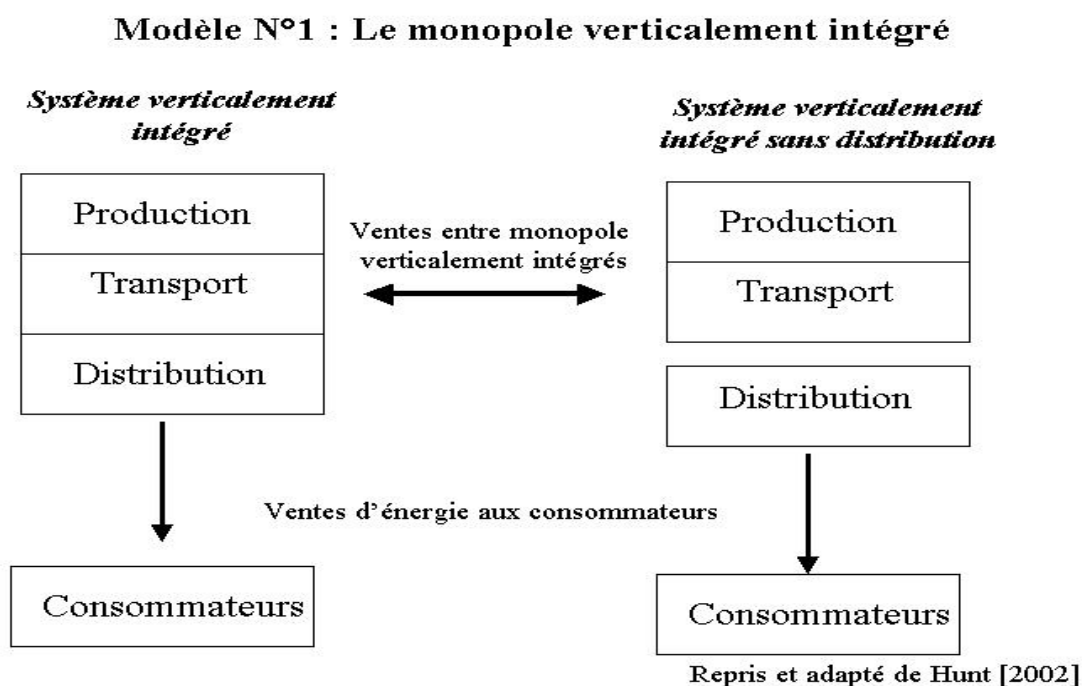 Modèle N°1 : Le monopole verticalement intégré
Système verticalement
intégré
Production
Transport
Distribution
Consommateurs
Ventes entre monopole
verticalement intégrés
Ventes d'énergie aux consommateurs
Système verticalement
intégré sans distribution
Production
Transport
Distribution
Consommateurs
Repris et adapté de Hunt [2002]